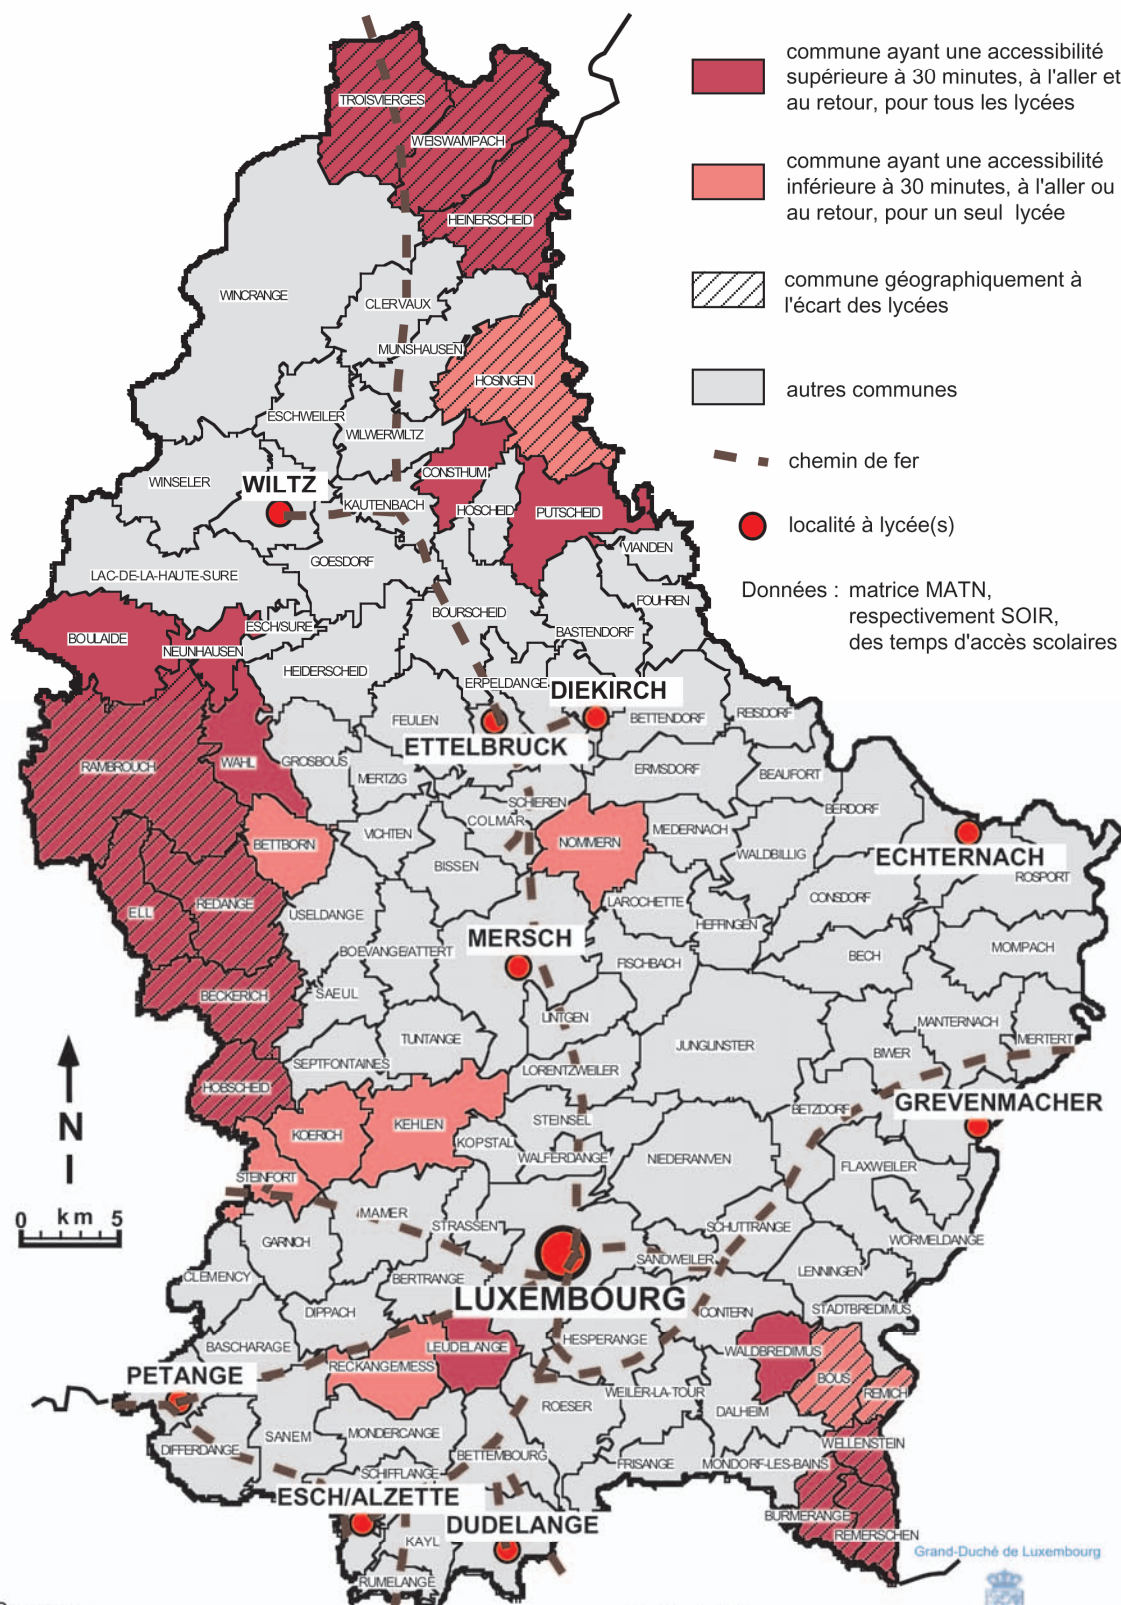 commune ayant une accessibilité
supérieure à 30 minutes, à l'aller et
au retour, pour tous les lycées
commune ayant une accessibilité
inférieure à 30 minutes, à l'aller ou
au retour, pour un seul lycée
commune géographiquement à
l'écart des lycées
autres communes
chemin de fer
localité à lycée(s)
Données : matrice MATN,
respectivement SOIR,
des temps d'accès scolaires
TROISVIERGES
WEISWAMPACH
HEINERSCHEID
WINCRANGE
CLERVAUX
MUNSHAUSEN
HOSINGEN
ESCHWEILER
WILWERWILTZ
CONSTHUM
WINSELER
WILTZ
KAUTENBACH
HOSCHEID
PUTSCHEID
VIANDEN
GOESDORF
LAC-DE-LA-HAUTE-SURE
FOUHREN
BOURSCHEID
ESCH/SURE
BASTENDORF
BOULAIDE
NEUNHAUSEN
HEIDERSCHEID
ERPELDANGE
DIEKIRCH
FEULEN
BETTENDORF
REISDORF
ETTELBRUCK
RAMBROUCH
WAHL
GROSBOUS
MERTZIG
ERMSDORF
BEAUFORT
SCHIEREN
COLMAR
BERDORF
VICHTEN
BETTBORN
NOMMERN
MEDERNACH
WALDBILLIG
ECHTERNACH
BISSEN
ROSPORT
REDANGE
ELL
USELDANGE
LAROCHETTE
CONSDORF
HEFFINGEN
MERSCH
BOEVANGE/ATTERT
FISCHBACH
BECH
MOMPACH
BECKERICH
SAEUL
LINTGEN
MANTERNACH
TUNTANGE
JUNGLINSTER
BIWER
MERTERT
SEPTFONTAINES
LORENTZWEILER
HOBSCHEID
GREVENMACHER
BETZDORF
KOERICH
KEHLEN
STEINSEL
KOPSTAL
WALFERDANGE
NIEDERANVEN
FLAXWEILER
STEINFORT
N
0 km 5
MAMER
STRASSEN
SCHUTTRANGE
GARNICH
WORMELDANGE
SANDWEILER
CLEMENCY
BERTRANGE
LENNINGEN
LUXEMBOURG
DIPPACH
CONTERN
STADTBREDIMUS
BASCHARAGE
LEUDELANGE
HESPERANGE
WALDBREDIMUS
RECKANGE/MESS
PETANGE
BOUS
REMICH
WEILER-LA-TOUR
ROESER
DALHEIM
DIFFERDANGE
SANEM
MONDERCANGE
WELLENSTEIN
BETTEMBOURG
FRISANGE
MONDORF-LES-BAINS
SCHIFFLANGE
ESCH/ALZETTE
DUDELANGE
BURMERANGE
REMERSCHEN
KAYL
RUMELANGE
Grand-Duché de Luxembourg